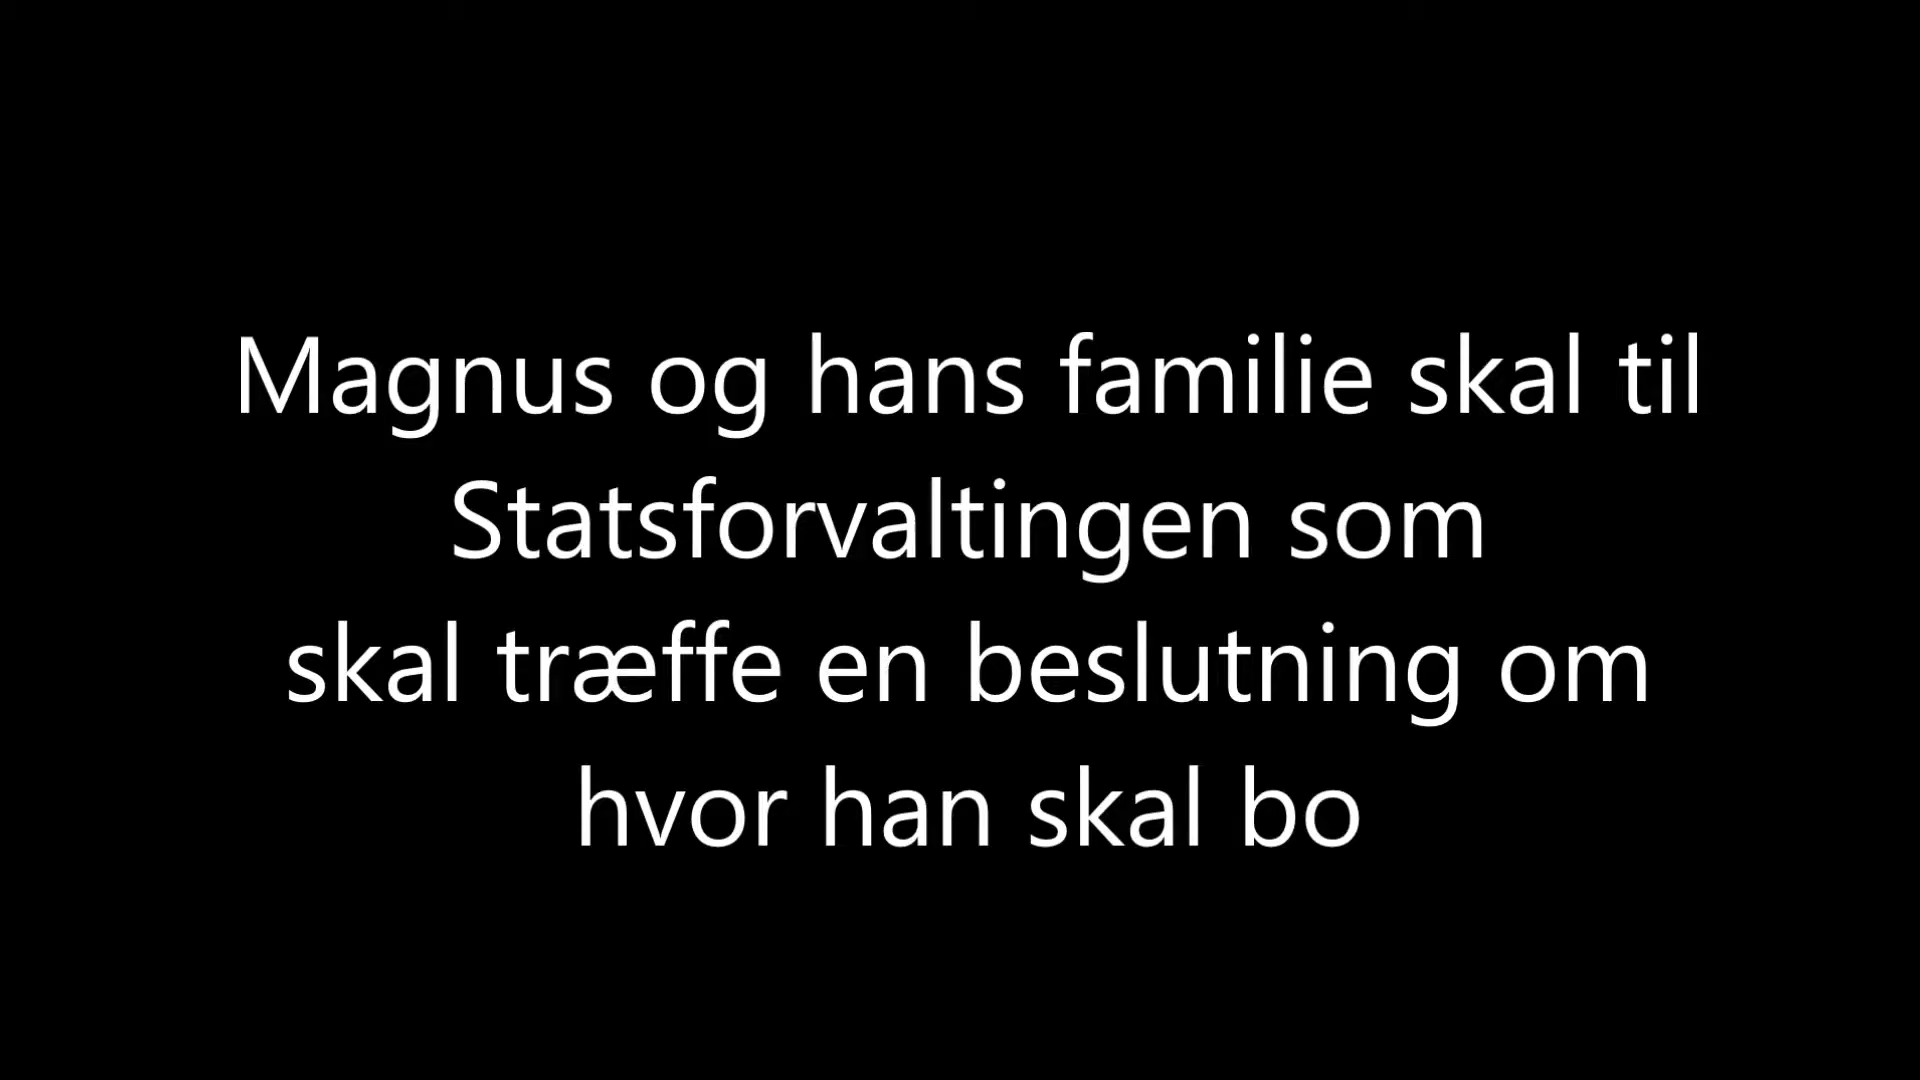 Magnus og hans familie skal til
Statsforvaltingen som
skal træffe en beslutning om
hvor han skal bo